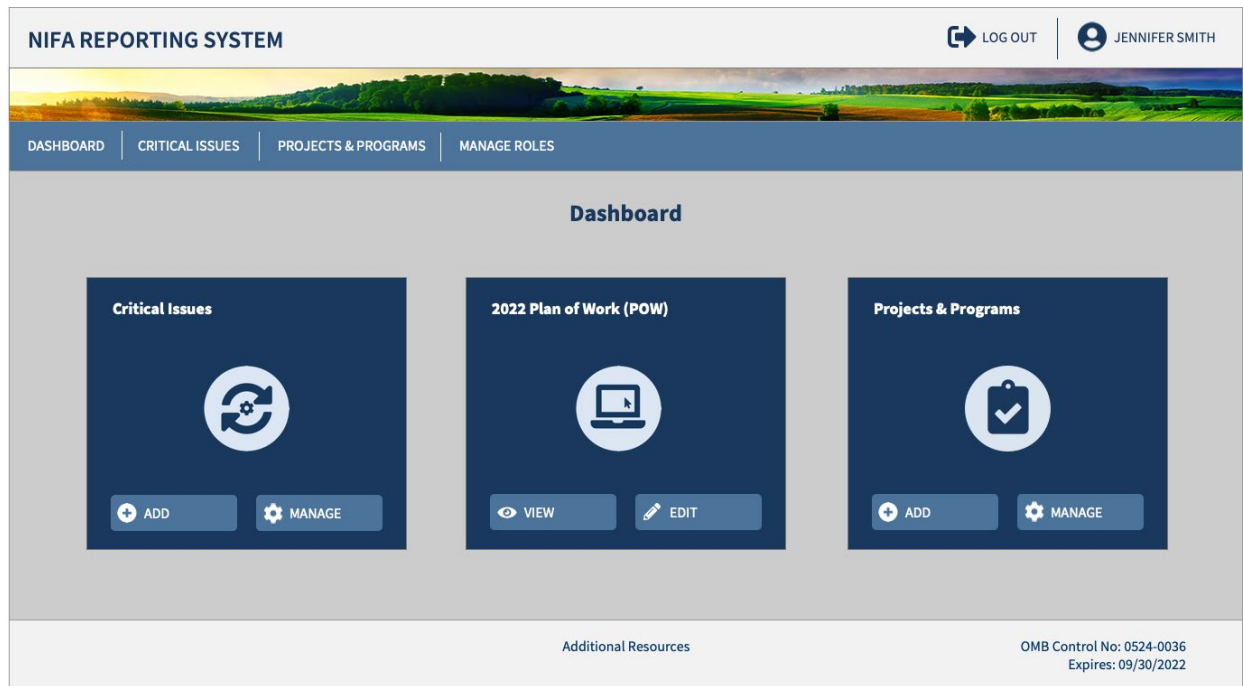 NIFA REPORTING SYSTEM
LOG OUT
JENNIFER SMITH
DASHBOARD
CRITICAL ISSUES
PROJECTS & PROGRAMS
MANAGE ROLES
Dashboard
Critical Issues
ADD
MANAGE
2022 Plan of Work (POW)
VIEW
EDIT
Projects & Programs
ADD
MANAGE
Additional Resources
OMB Control No: 0524-0036
Expires: 09/30/2022